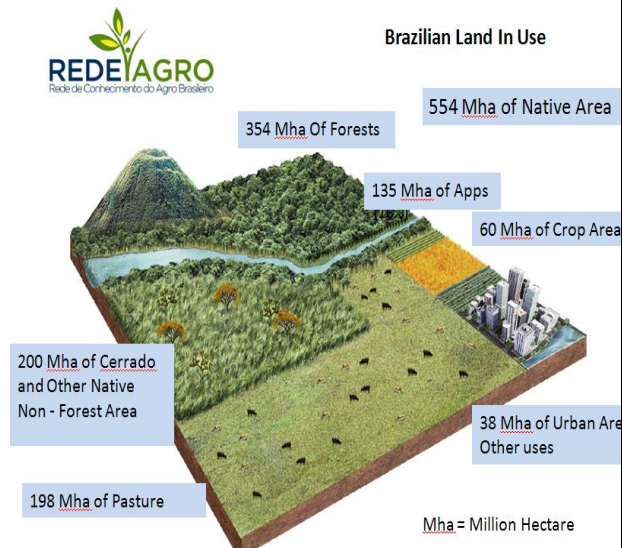 REDE AGRO
Rede de Conhecimento do Agro Brasileiro
Brazilian Land In Use
554 Mha of Native Area
354 Mha Of Forests
135 Mha of Apps
60 Mha of Crop Area
200 Mha of Cerrado
and Other Native
Non - Forest Area
38 Mha of Urban Are
Other uses
198 Mha of Pasture
Mha = Million Hectare